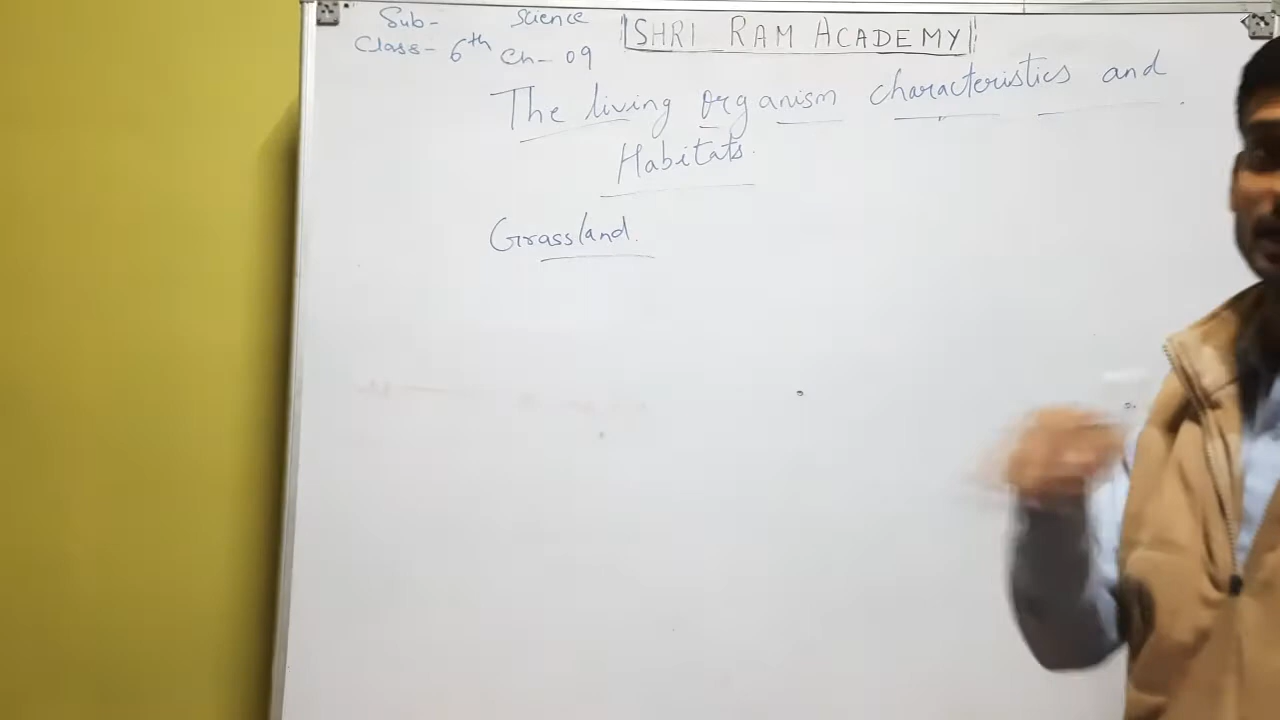 Sub- Science
Class- 6th Ch- 09
SHRI RAM ACADEMY
The living organism characteristics and
Habitats.
Grassland.